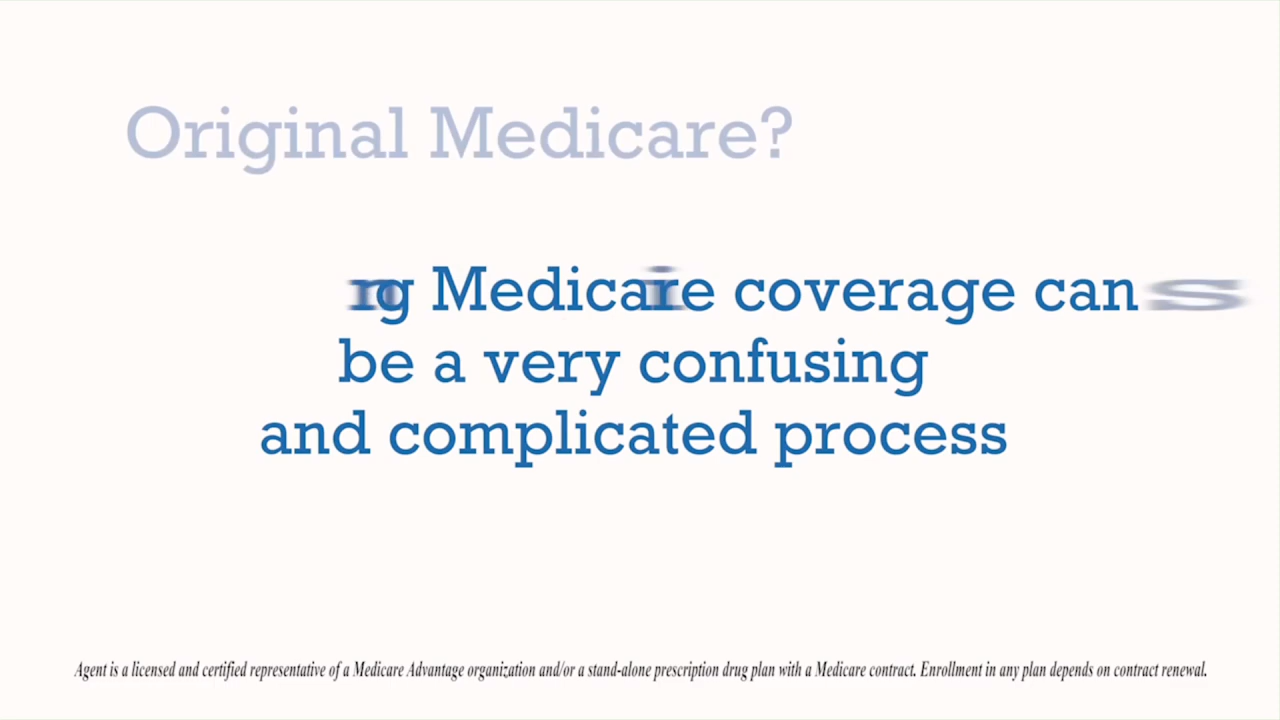 Original Medicare?
Medicare coverage can
be a very confusing
and complicated process
Agent is a licensed and certified representative of a Medicare Advantage organization and/or a stand-alone prescription drug plan with a Medicare contract. Enrollment in any plan depends on contract renewal.